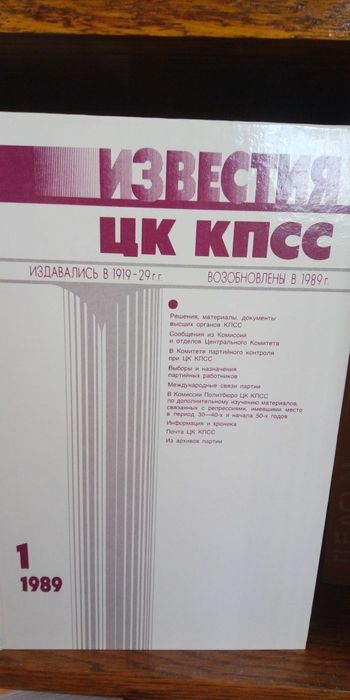 ИЗВЕСТИЯ
ЦК КПСС
ИЗДАВАЛИСЬ В 1919-29 г.г. ВОЗОБНОВЛЕНЫ В 1989 г.
Решения, материалы, документы
высших органов КПСС
Сообщения из Комиссий
и отделов Центрального Комитета
В Комитете партийного контроля
при ЦК КПСС
Выборы и назначения
партийных работников
Международные связи партии
В Комиссии Политбюро ЦК КПСС
по дополнительному изучению материалов,
связанных с репрессиями, имевшими место
в период 30—40-х и начала 50-х годов
Информация и хроника
Почта ЦК КПСС
Из архивов партии
1
1989